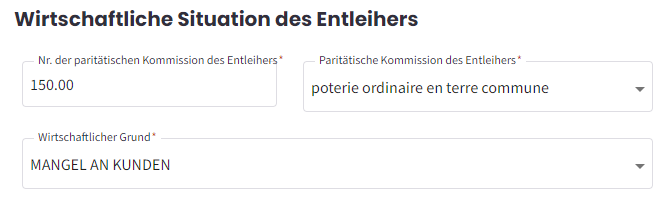 Wirtschaftliche Situation des Entleihers
Nr. der paritätischen Kommission des Entleihers*
Paritätische Kommission des Entleihers*
150.00
poterie ordinaire en terre commune
Wirtschaftlicher Grund*
MANGEL AN KUNDEN